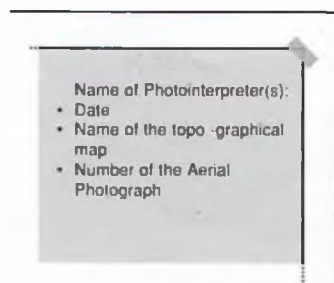 Name of Photointerpreter(s):
• Date
• Name of the topo -graphical
map
• Number of the Aerial
Photograph